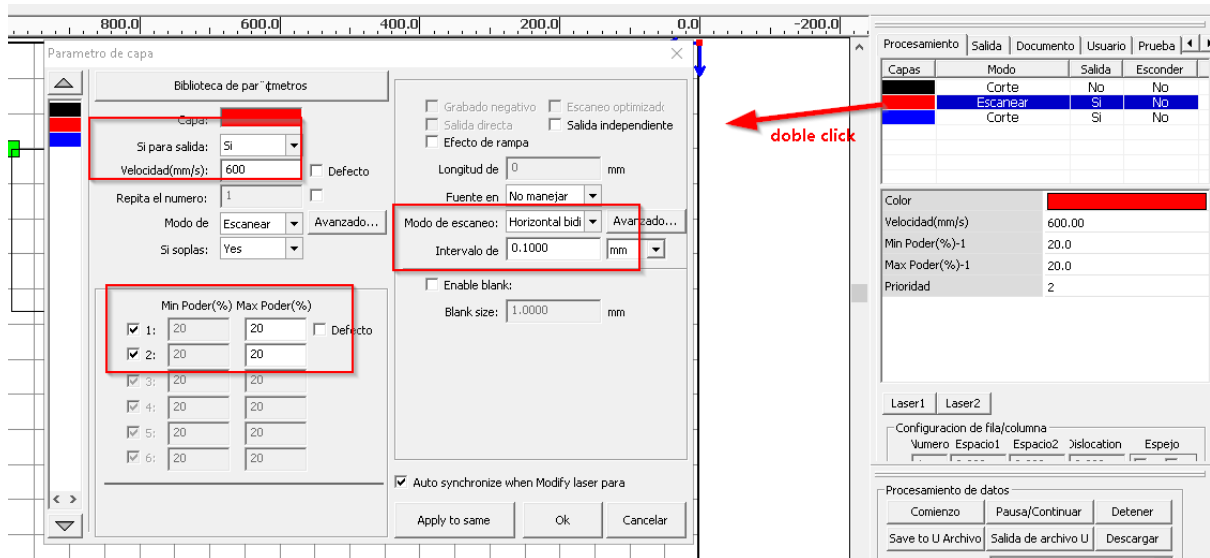 800.0 600.0 400.0 200.0 0.0 -200.0
Parametro de capa
Biblioteca de par¨¢metros
Capa:
Si para salida: Si
Velocidad(mm/s): 600 Defecto
Repita el numero: 1
Modo de Escanear Avanzado...
Si soplas: Yes
Min Poder(%) Max Poder(%)
1: 20 20 Defecto
2: 20 20
3: 20 20
4: 20 20
5: 20 20
6: 20 20
Grabado negativo Escaneo optimizadc
Salida directa Salida independiente
Efecto de rampa
Longitud de 0 mm
Fuente en No manejar
Modo de escaneo: Horizontal bidi Avanzado...
Intervalo de 0.1000 mm
Enable blank:
Blank size: 1.0000 mm
Auto synchronize when Modify laser para
Apply to same Ok Cancelar
doble click
Procesamiento Salida Documento Usuario Prueba
Capas Modo Salida Esconder
Corte No No
Escanear Si No
Corte Si No
Color
Velocidad(mm/s) 600.00
Min Poder(%)-1 20.0
Max Poder(%)-1 20.0
Prioridad 2
Laser1 Laser2
Configuracion de fila/columna
Numero Espacio1 Espacio2 Dislocation Espejo
Procesamiento de datos
Comienzo Pausa/Continuar Detener
Save to U Archivo Salida de archivo U Descargar